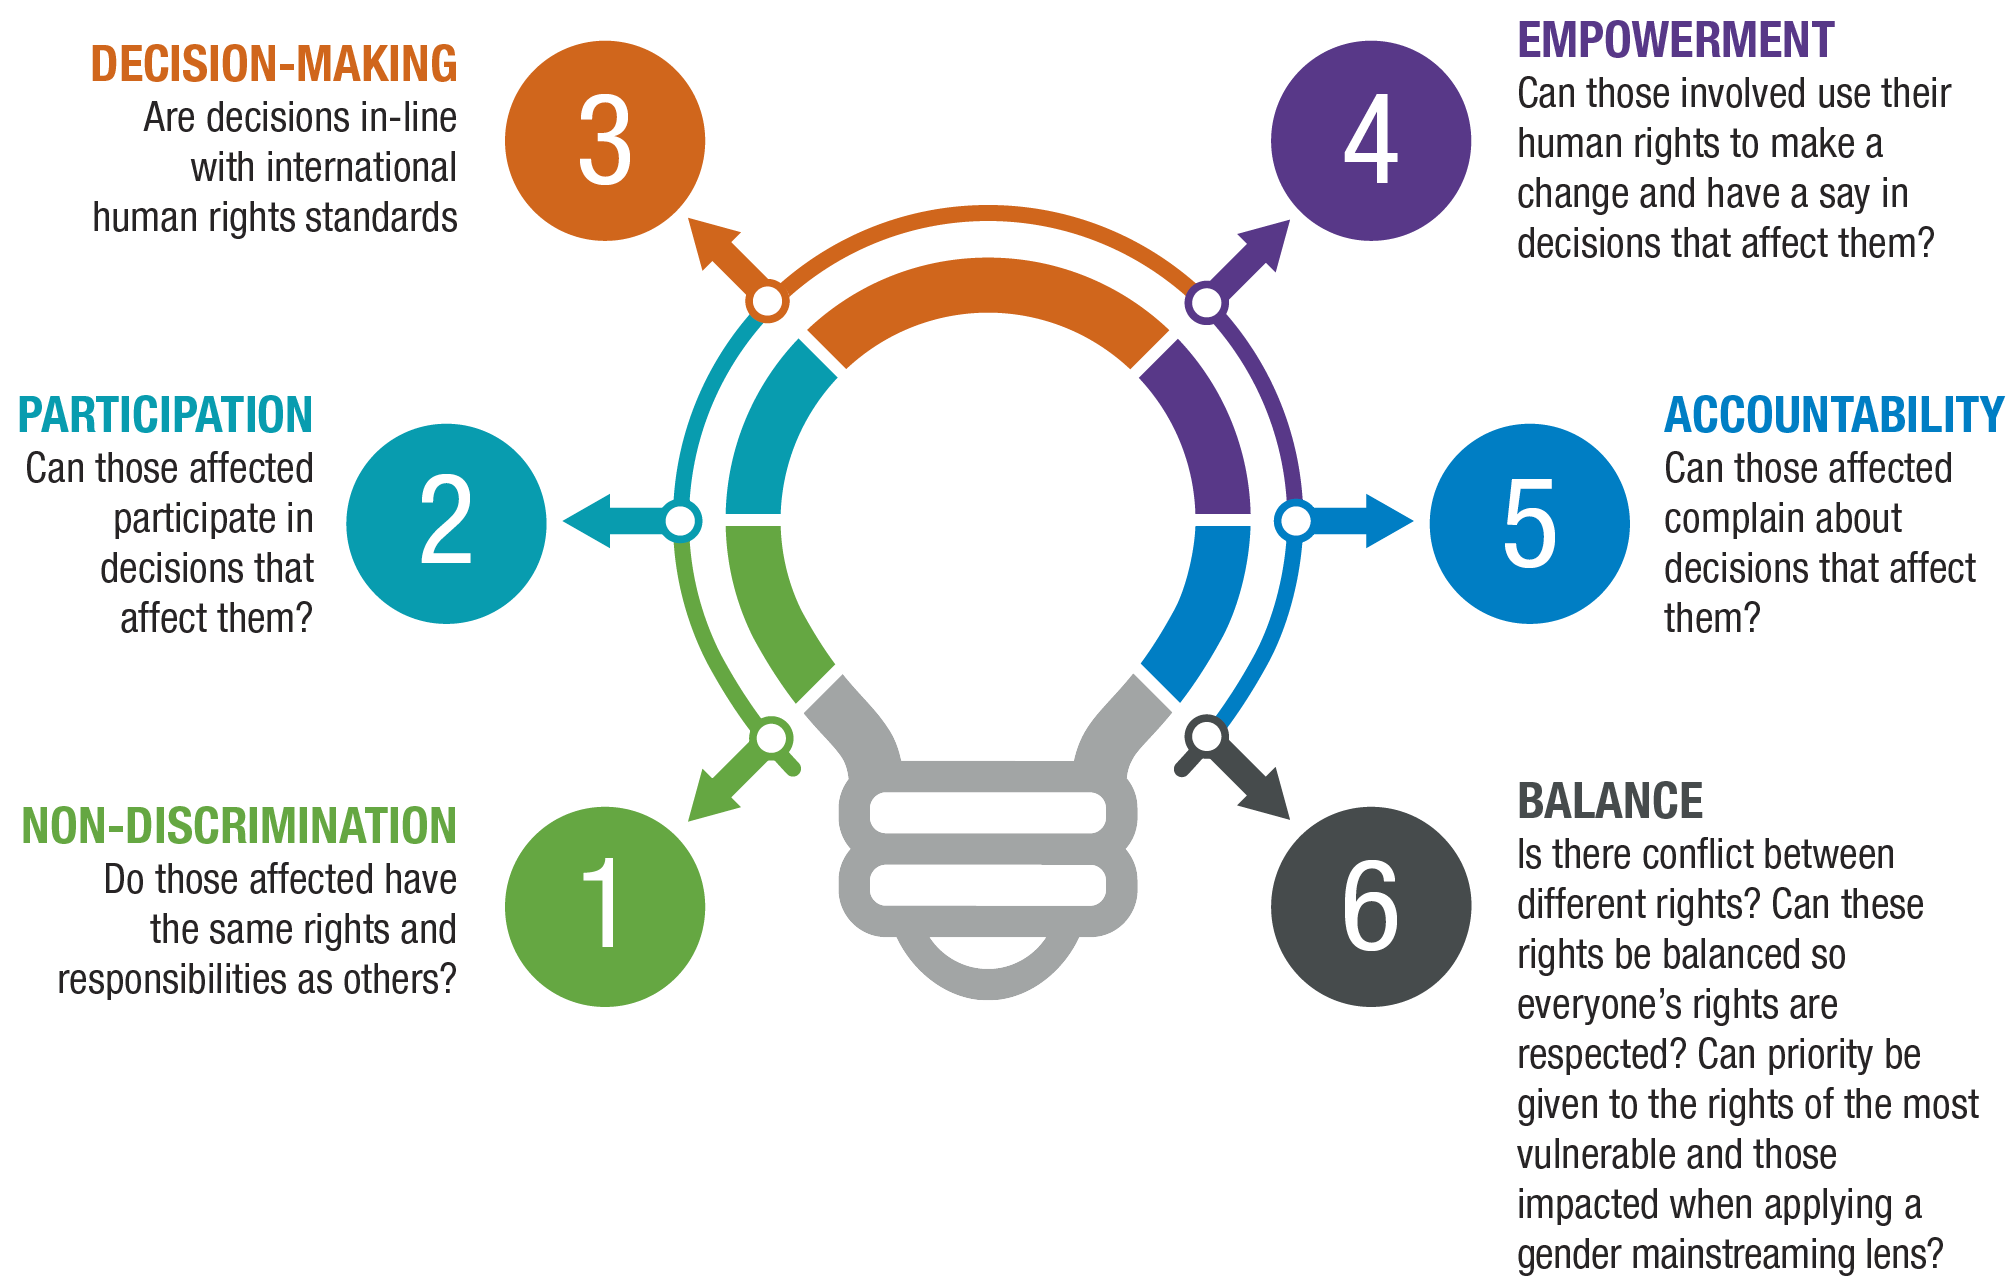 DECISION-MAKING
Are decisions in-line
with international
human rights standards
3
4
EMPOWERMENT
Can those involved use their
human rights to make a
change and have a say in
decisions that affect them?
PARTICIPATION
Can those affected
participate in
decisions that
affect them?
2
5
ACCOUNTABILITY
Can those affected
complain about
decisions that affect
them?
NON-DISCRIMINATION
Do those affected have
the same rights and
responsibilities as others?
1
6
BALANCE
Is there conflict between
different rights? Can these
rights be balanced so
everyone’s rights are
respected? Can priority be
given to the rights of the most
vulnerable and those
impacted when applying a
gender mainstreaming lens?